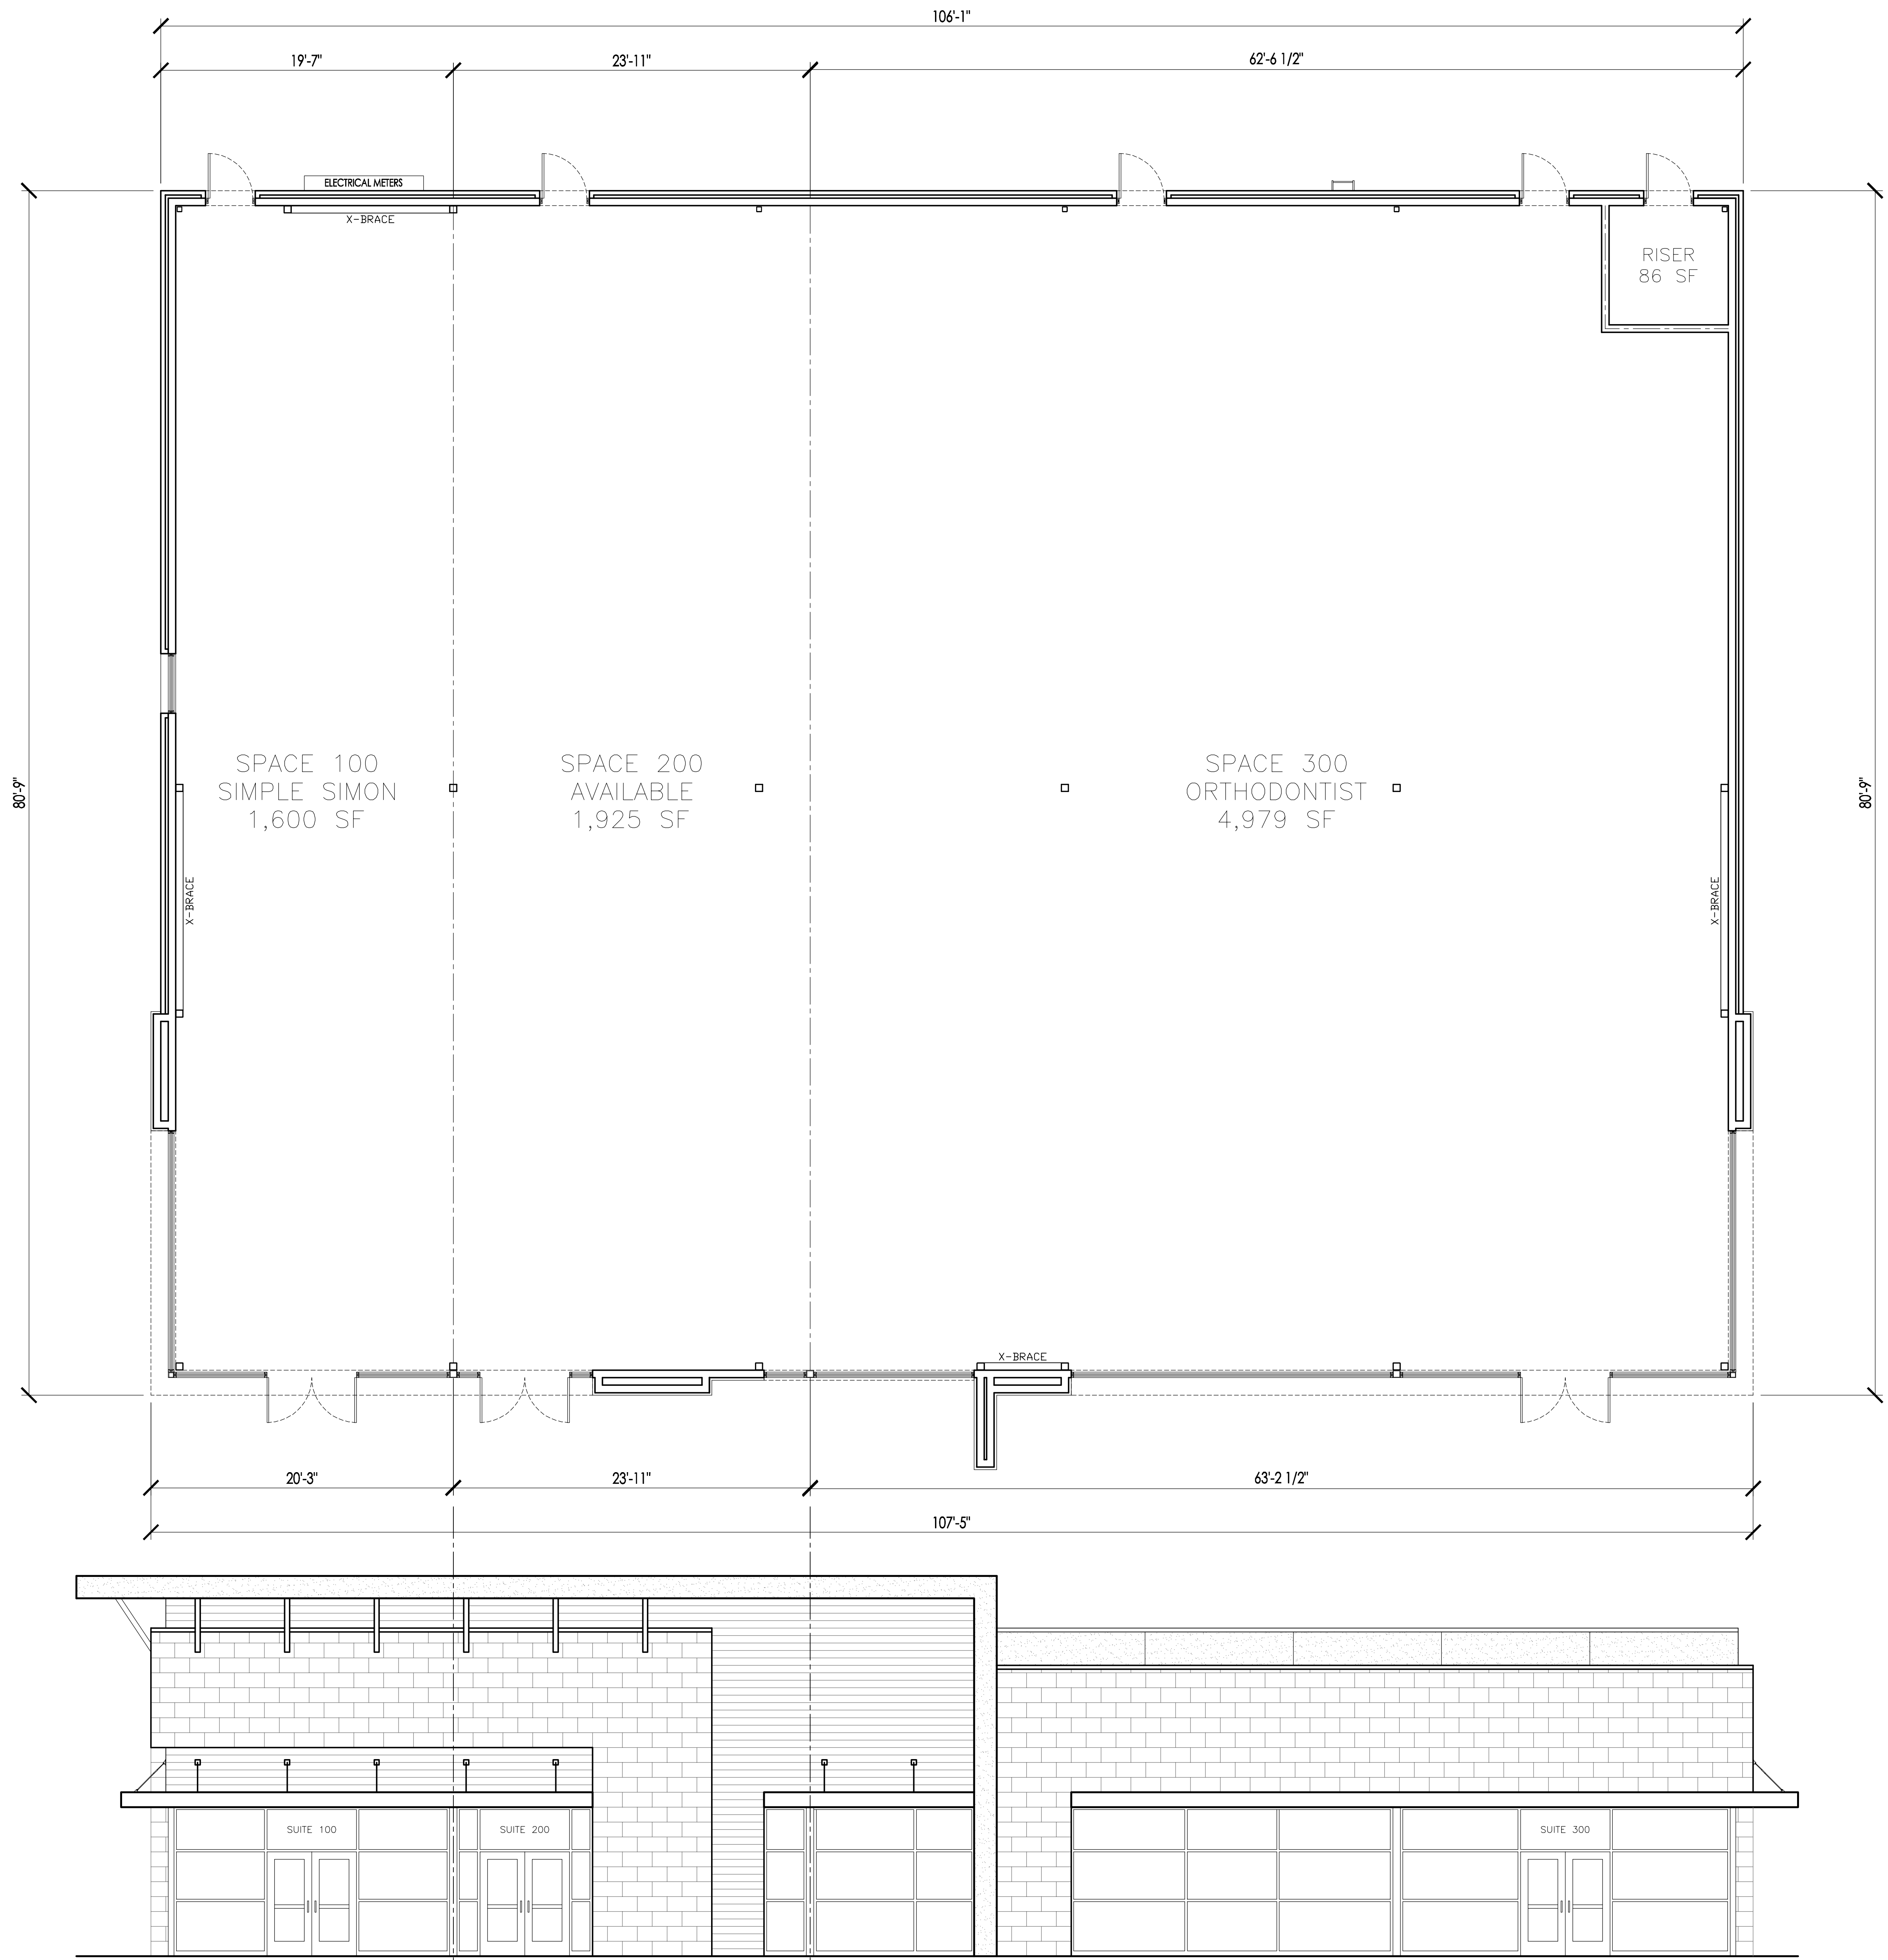 106'-1"
19'-7"
23'-11"
62'-6 1/2"
ELECTRICAL METERS
X-BRACE
RISER
86 SF
80'-9"
80'-9"
SPACE 100
SIMPLE SIMON
1,600 SF
SPACE 200
AVAILABLE
1,925 SF
SPACE 300
ORTHODONTIST
4,979 SF
X-BRACE
X-BRACE
X-BRACE
20'-3"
23'-11"
63'-2 1/2"
107'-5"
SUITE 100
SUITE 200
SUITE 300